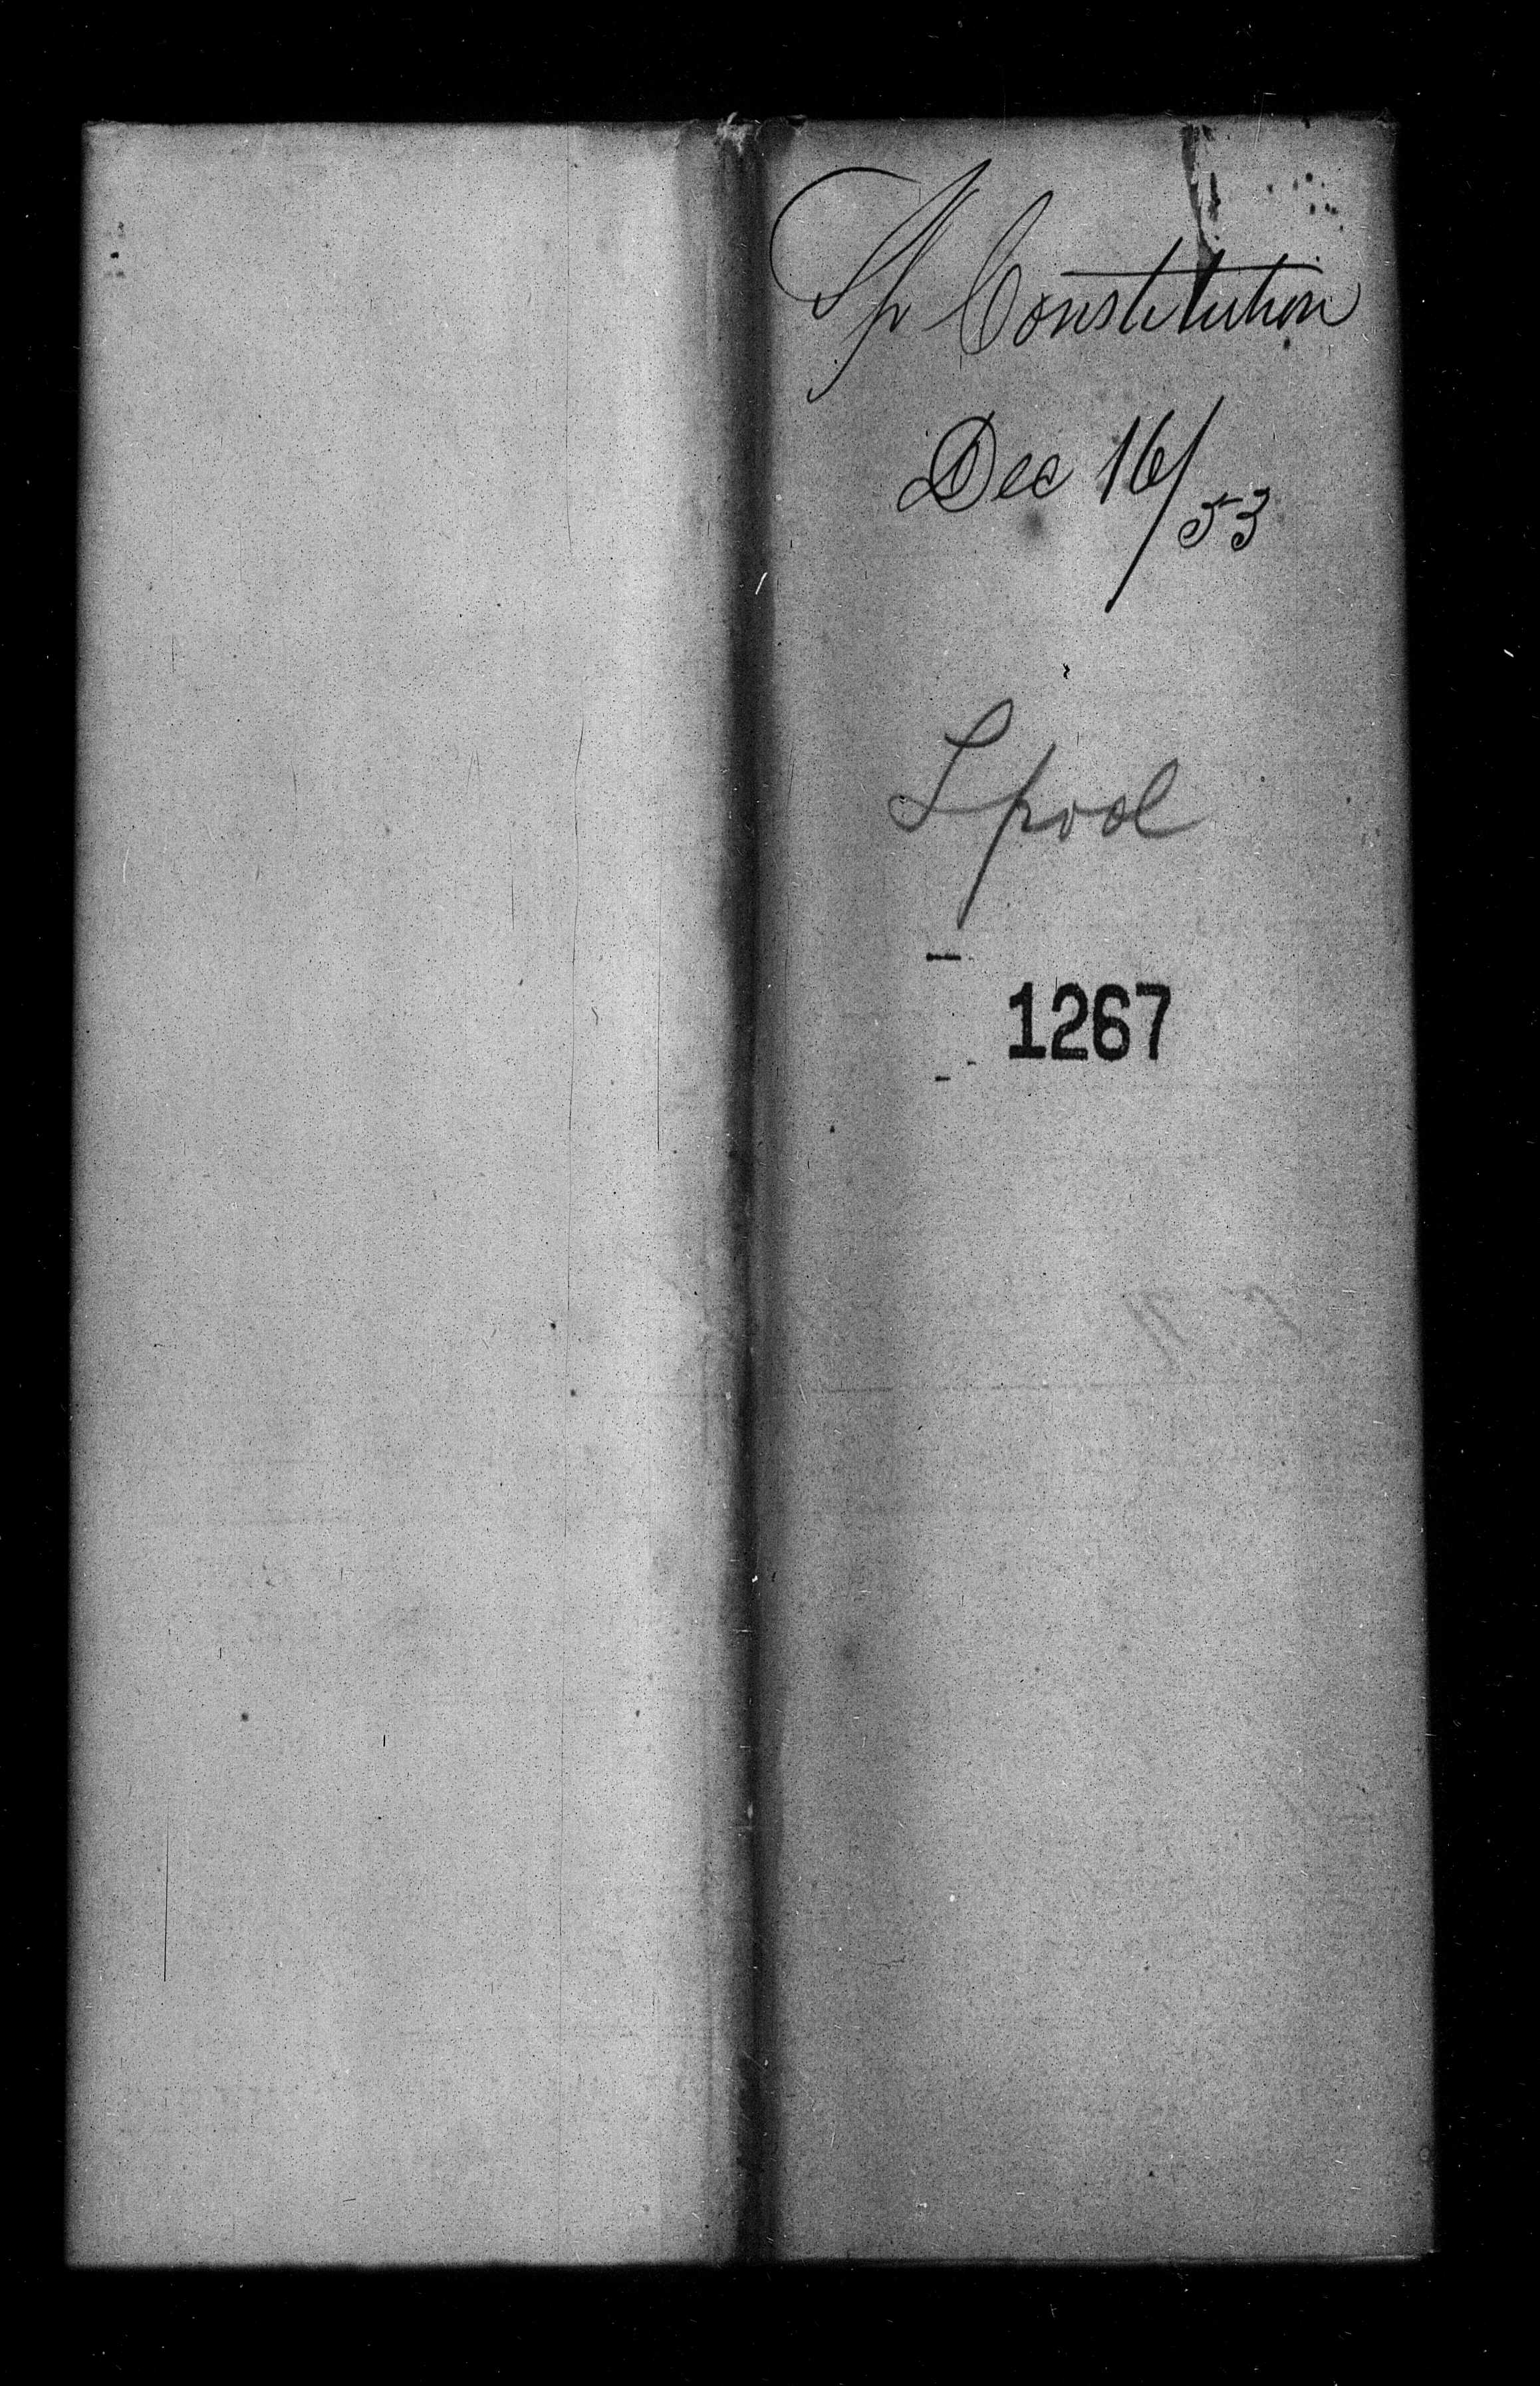 Sp Constitution
Dec 16/53
Lpool
1267